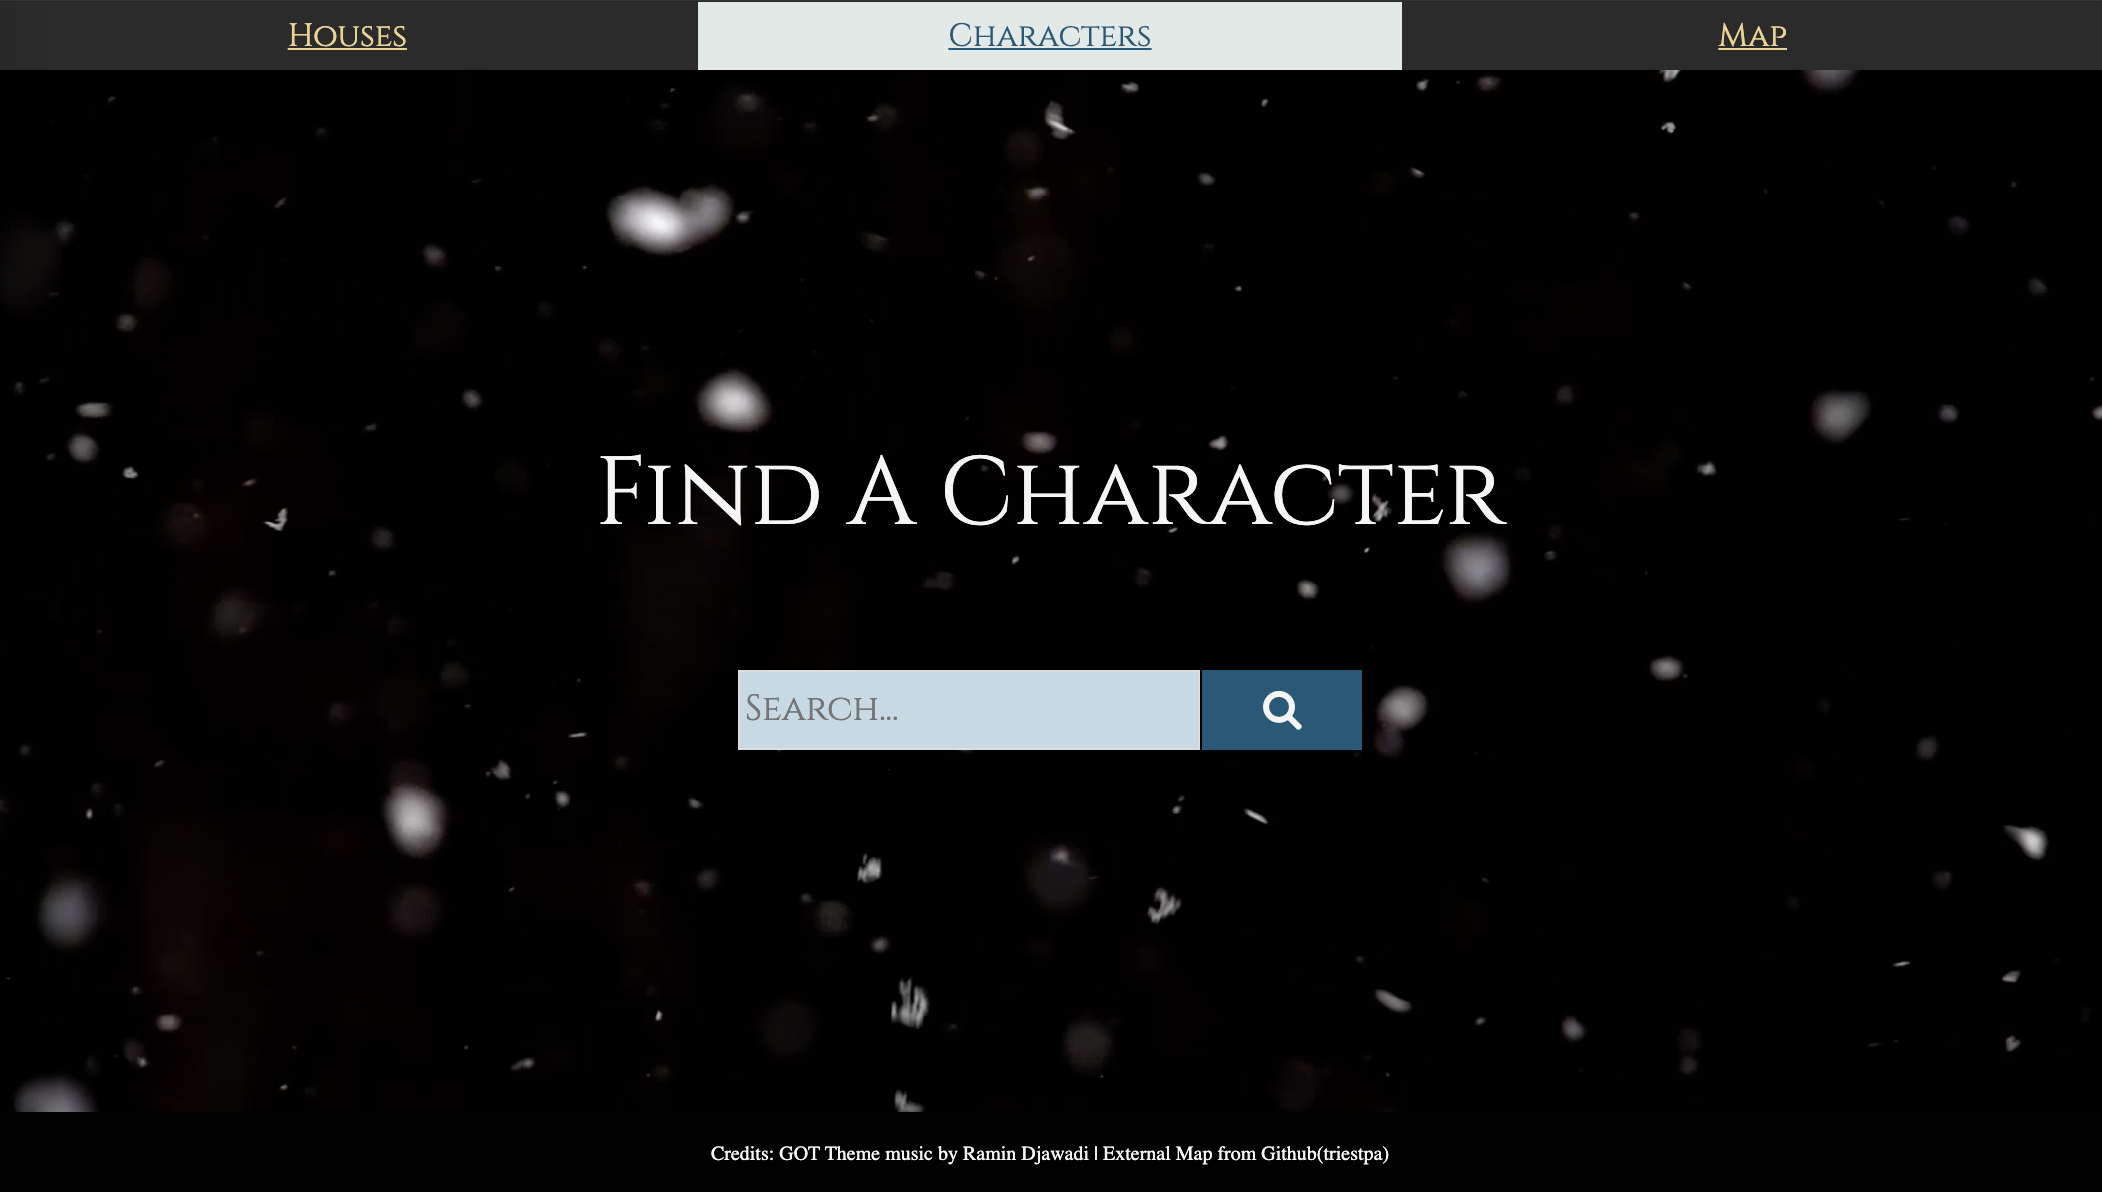 Houses
Characters
Map
Find A Character
Search...
Credits: GOT Theme music by Ramin Djawadi | External Map from Github(triestpa)